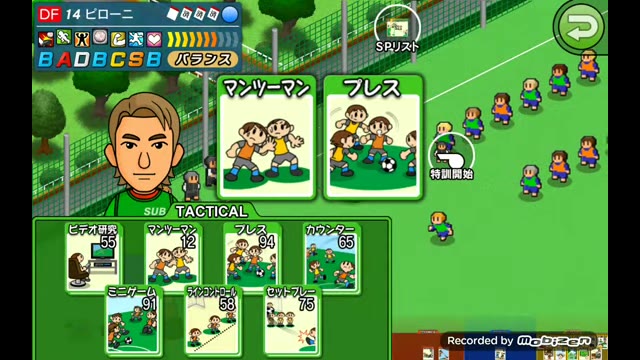 DF 14 ピローニ
B A D B C S B バランス
SPリスト
マンツーマン
プレス
特訓開始
SUB TACTICAL
ビデオ研究 55
マンツーマン 12
プレス 94
カウンター 65
ミニゲーム 91
ラインコントロール 58
セットプレー 75
Recorded by Mobizen